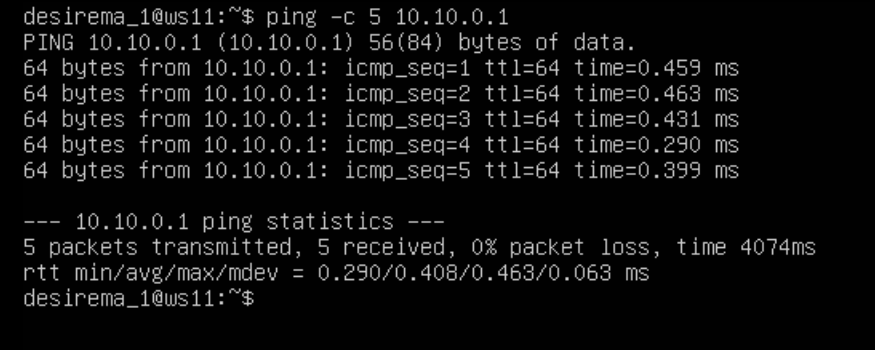 desirema_1@ws11:~$ ping -c 5 10.10.0.1
PING 10.10.0.1 (10.10.0.1) 56(84) bytes of data.
64 bytes from 10.10.0.1: icmp_seq=1 ttl=64 time=0.459 ms
64 bytes from 10.10.0.1: icmp_seq=2 ttl=64 time=0.463 ms
64 bytes from 10.10.0.1: icmp_seq=3 ttl=64 time=0.431 ms
64 bytes from 10.10.0.1: icmp_seq=4 ttl=64 time=0.290 ms
64 bytes from 10.10.0.1: icmp_seq=5 ttl=64 time=0.399 ms

--- 10.10.0.1 ping statistics ---
5 packets transmitted, 5 received, 0% packet loss, time 4074ms
rtt min/avg/max/mdev = 0.290/0.408/0.463/0.063 ms
desirema_1@ws11:~$